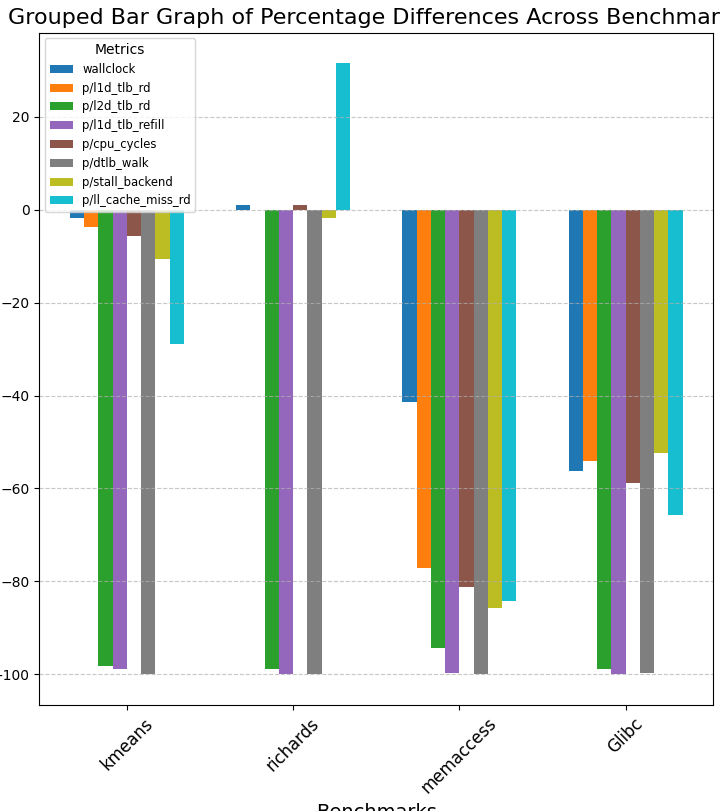 Grouped Bar Graph of Percentage Differences Across Benchmar
Metrics
wallclock
p/l1d_tlb_rd
p/l2d_tlb_rd
p/l1d_tlb_refill
p/cpu_cycles
p/dtlb_walk
p/stall_backend
p/ll_cache_miss_rd
20
0
−20
−40
−60
−80
−100
kmeans
richards
memaccess
Glibc
Benchmarks